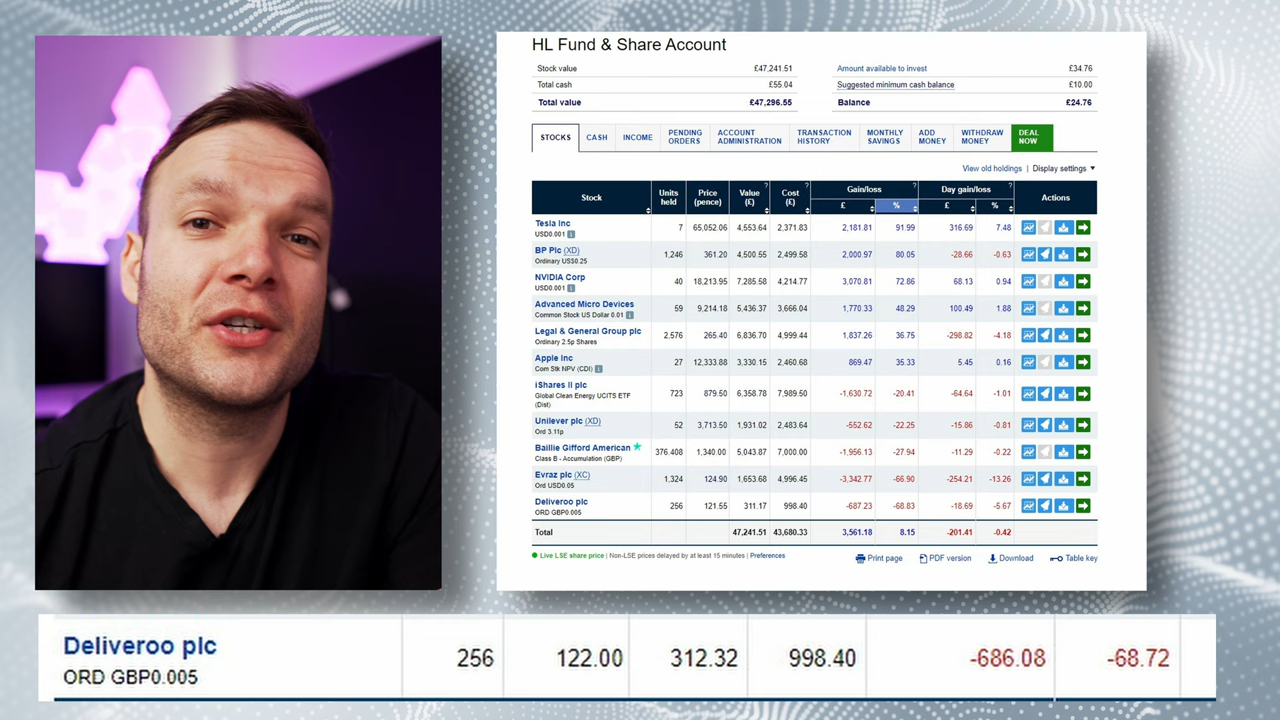 HL Fund & Share Account
Stock value £47,241.51 Amount available to invest £34.76
Total cash £55.04 Suggested minimum cash balance £10.00
Total value £47,296.55 Balance £24.76
STOCKS CASH INCOME PENDING ORDERS ACCOUNT ADMINISTRATION TRANSACTION HISTORY MONTHLY SAVINGS ADD MONEY WITHDRAW MONEY DEAL NOW
View old holdings | Display settings
Stock Units held Price (pence) Value (£) ? Cost (£) ? Gain/loss ? Day gain/loss ? Actions
£ % £ %
Tesla Inc 7 65,052.06 4,553.64 2,371.83 2,181.81 91.99 316.69 7.48
USD0.001
BP Plc (XD) 1,246 361.20 4,500.55 2,499.58 2,000.97 80.05 -28.66 -0.63
Ordinary US$0.25
NVIDIA Corp 40 18,213.95 7,285.58 4,214.77 3,070.81 72.86 68.13 0.94
USD0.001
Advanced Micro Devices 59 9,214.18 5,436.37 3,666.04 1,770.33 48.29 100.49 1.88
Common Stock US Dollar 0.01
Legal & General Group plc 2,576 265.40 6,836.70 4,999.44 1,837.26 36.75 -298.82 -4.18
Ordinary 2.5p Shares
Apple Inc 27 12,333.88 3,330.15 2,460.68 869.47 35.33 5.45 0.16
Com Stk NPV (CDI)
iShares II plc 723 879.50 6,358.78 7,989.50 -1,630.72 -20.41 -64.64 -1.01
Global Clean Energy UCITS ETF
(Dist)
Unilever plc (XD) 52 3,713.50 1,931.02 2,483.64 -552.62 -22.25 -15.86 -0.81
Ord 3.11p
Baillie Gifford American 376.408 1,340.00 5,043.87 7,000.00 -1,956.13 -27.94 -11.29 -0.22
Class B - Accumulation (GBP)
Evraz plc (XC) 1,324 124.90 1,653.68 4,996.45 -3,342.77 -66.90 -254.21 -13.26
Ord USD0.05
Deliveroo plc 256 121.55 311.17 998.40 -687.23 -68.83 -18.69 -5.67
ORD GBP0.005
Total 47,241.51 43,680.33 3,561.18 8.15 -201.41 -0.42
Live LSE share price | Non-LSE prices delayed by at least 15 minutes | Preferences
Print page PDF version Download Table key
Deliveroo plc 256 122.00 312.32 998.40 -686.08 -68.72
ORD GBP0.005